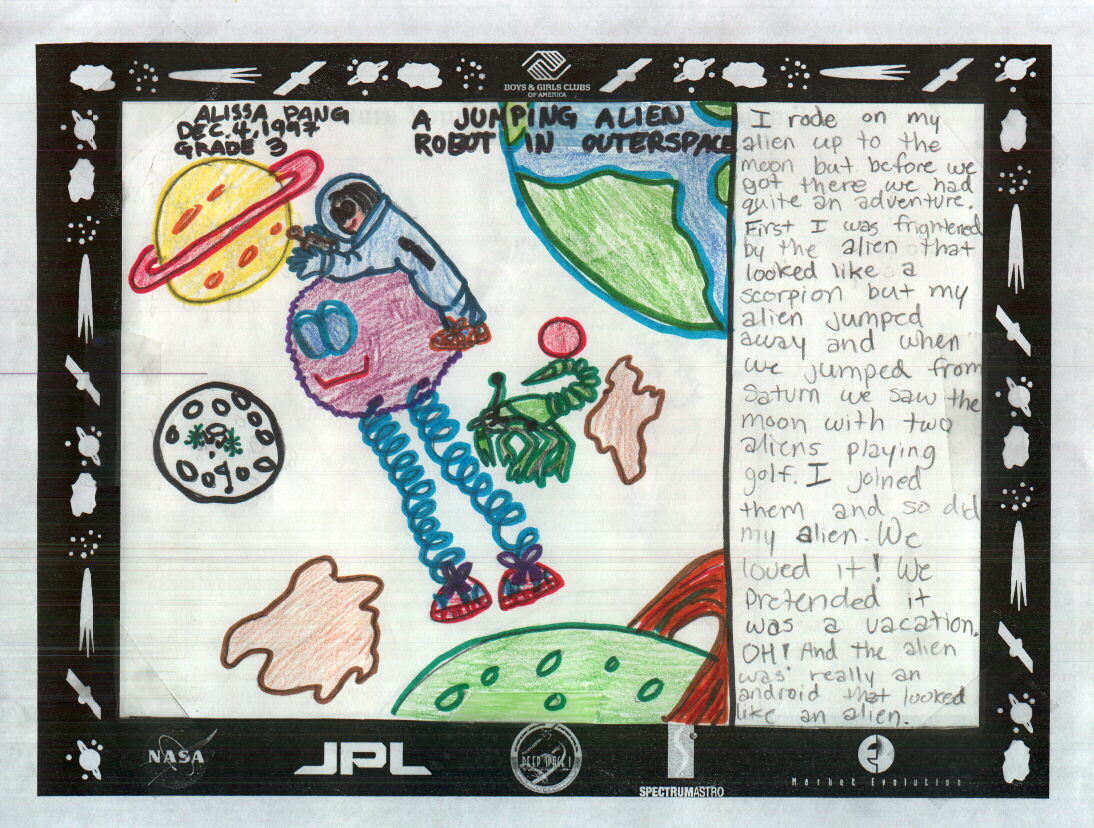 BOYS & GIRLS CLUBS
OF AMERICA
ALISSA PANG
DEC. 4, 1997
GRADE 3
A JUMPING ALIEN
ROBOT IN OUTERSPACE
I rode on my
alien up to the
moon but before we
got there we had
quite an adventure.
First I was frightened
by the alien that
looked like a
scorpion but my
alien jumped
away and when
we jumped from
Saturn we saw the
moon with two
aliens playing
golf. I joined
them and so did
my alien. We
loved it! We
Pretended it
was a vacation.
OH! And the alien
was really an
android that looked
like an alien.
NASA
JPL
DEEP SPACE 1
SPECTRUMASTRO
Market Evolution